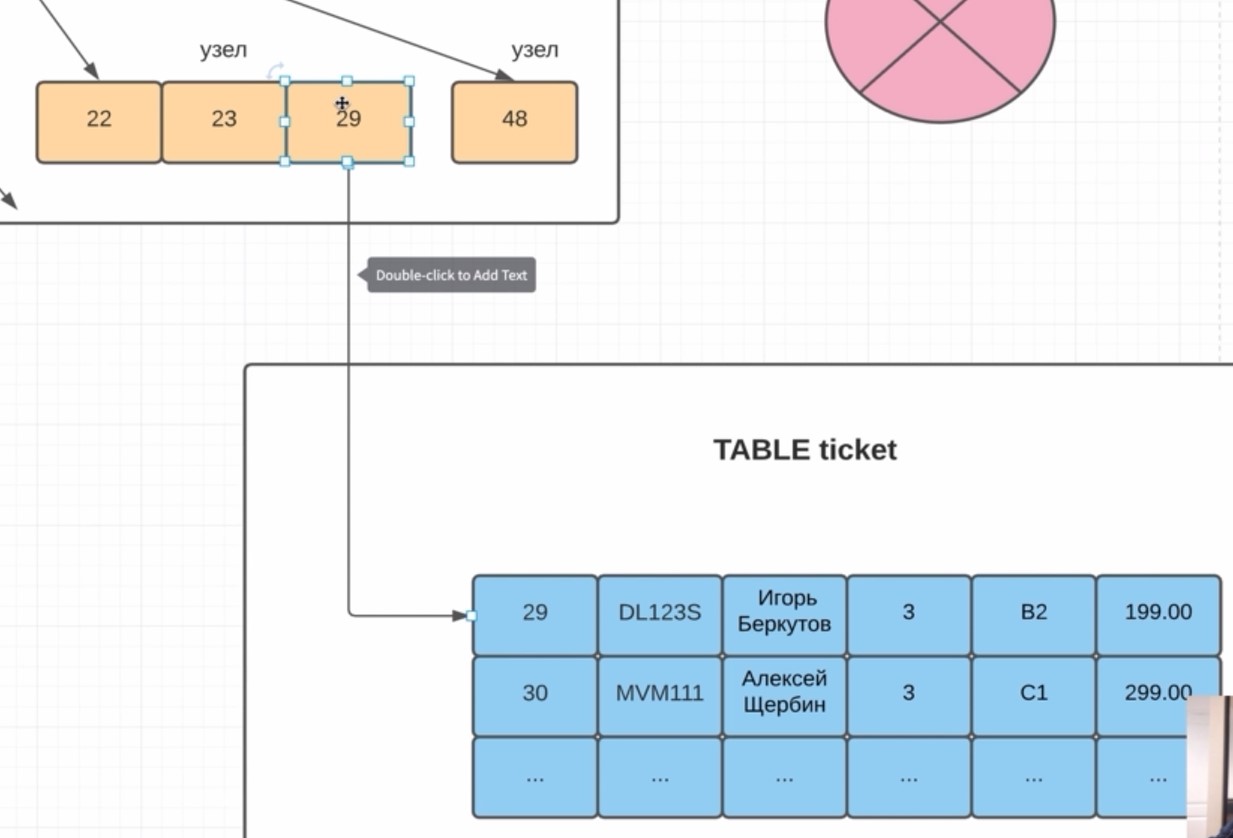 узел
узел
22
23
29
48
Double-click to Add Text
TABLE ticket
29
DL123S
Игорь
Беркутов
3
B2
199.00
30
MVM111
Алексей
Щербин
3
C1
299.00
...
...
...
...
...
...